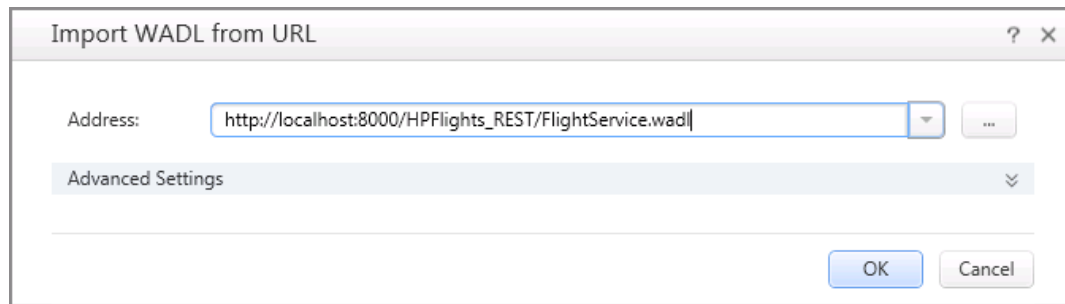 Import WADL from URL ?
Address: http://localhost:8000/HPFlights_REST/FlightService.wadl ...
Advanced Settings
OK Cancel